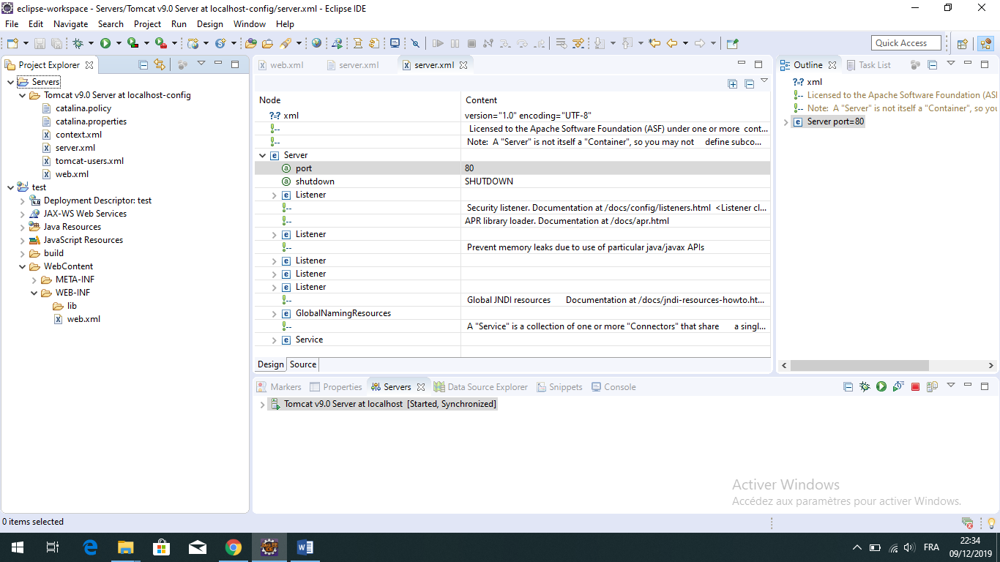 eclipse-workspace - Servers/Tomcat v9.0 Server at localhost-config/server.xml - Eclipse IDE
File Edit Navigate Search Project Run Design Window Help
Quick Access
Project Explorer
Servers
Tomcat v9.0 Server at localhost-config
catalina.policy
catalina.properties
context.xml
server.xml
tomcat-users.xml
web.xml
test
Deployment Descriptor: test
JAX-WS Web Services
Java Resources
JavaScript Resources
build
WebContent
META-INF
WEB-INF
lib
web.xml
web.xml server.xml server.xml
Node Content
?=? xml version="1.0" encoding="UTF-8"
!-- Licensed to the Apache Software Foundation (ASF) under one or more cont...
!-- Note: A "Server" is not itself a "Container", so you may not define subco...
e Server
a port 80
a shutdown SHUTDOWN
e Listener
!-- Security listener. Documentation at /docs/config/listeners.html <Listener cl...
!-- APR library loader. Documentation at /docs/apr.html
e Listener
!-- Prevent memory leaks due to use of particular java/javax APIs
e Listener
e Listener
e Listener
!-- Global JNDI resources Documentation at /docs/jndi-resources-howto.ht...
e GlobalNamingResources
!-- A "Service" is a collection of one or more "Connectors" that share a singl...
e Service
Design Source
Outline Task List
?=? xml
!-- Licensed to the Apache Software Foundation (ASF
!-- Note: A "Server" is not itself a "Container", so you
e Server port=80
Markers Properties Servers Data Source Explorer Snippets Console
Tomcat v9.0 Server at localhost [Started, Synchronized]
Activer Windows
Accédez aux paramètres pour activer Windows.
0 items selected
FRA
22:34
09/12/2019